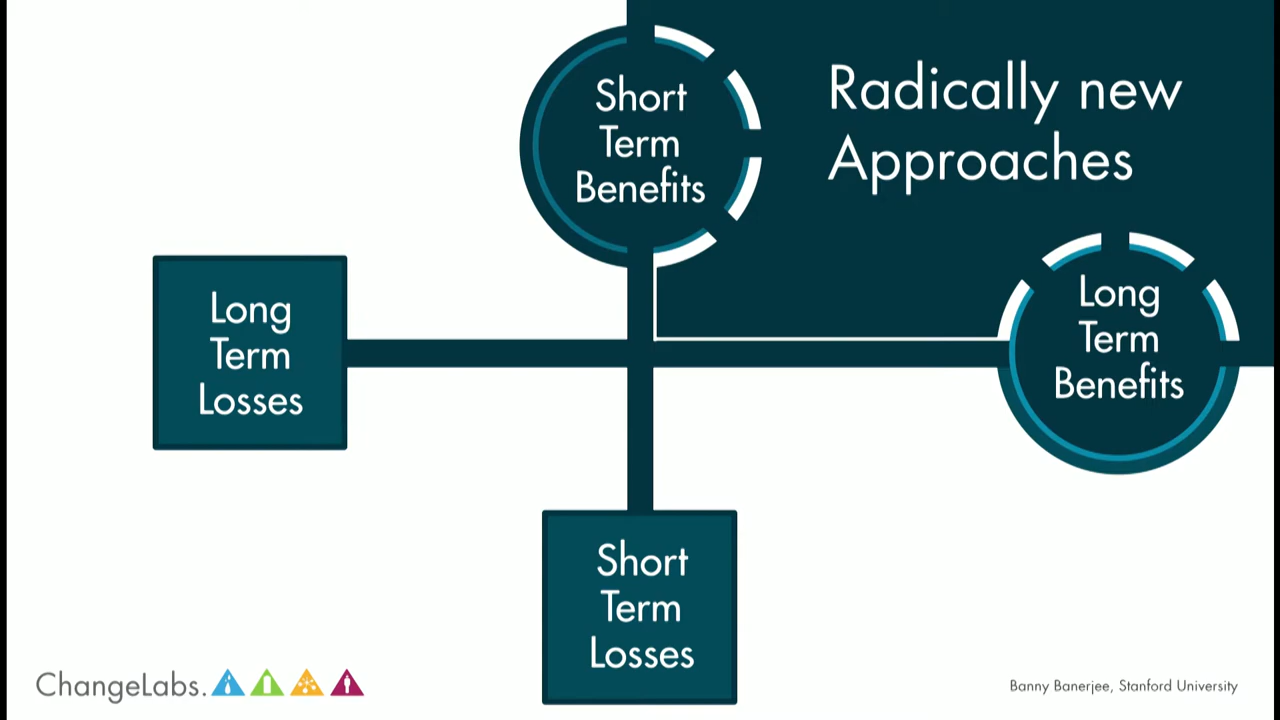 Short
Term
Benefits
Radically new
Approaches
Long
Term
Losses
Long
Term
Benefits
Short
Term
Losses
ChangeLabs.
Banny Banerjee, Stanford University